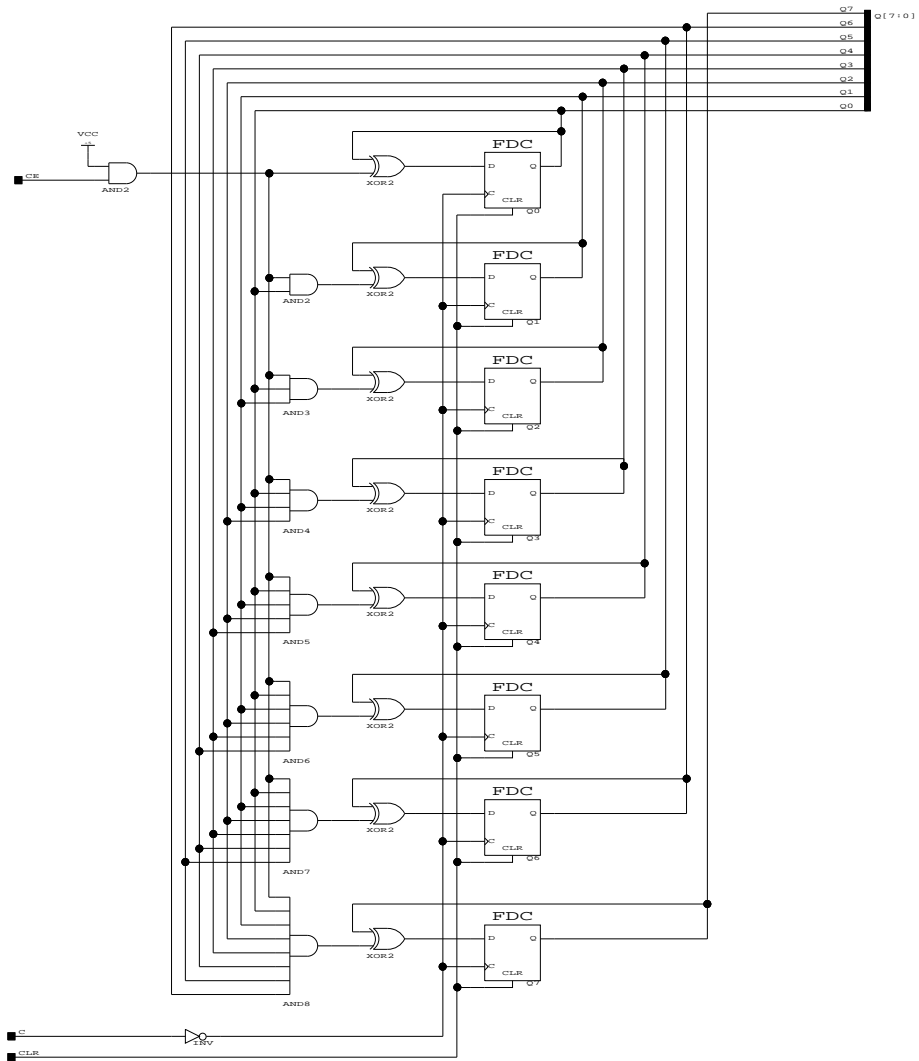 Q7
Q[7:0]
Q6
Q5
Q4
Q3
Q2
Q1
Q0
VCC
CE
AND2
FDC
D
Q
C
CLR
Q0
XOR2
FDC
D
Q
C
CLR
Q1
AND2
XOR2
FDC
D
Q
C
CLR
Q2
AND3
XOR2
FDC
D
Q
C
CLR
Q3
AND4
XOR2
FDC
D
Q
C
CLR
Q4
AND5
XOR2
FDC
D
Q
C
CLR
Q5
AND6
XOR2
FDC
D
Q
C
CLR
Q6
AND7
XOR2
FDC
D
Q
C
CLR
Q7
AND8
XOR2
C
INV
CLR